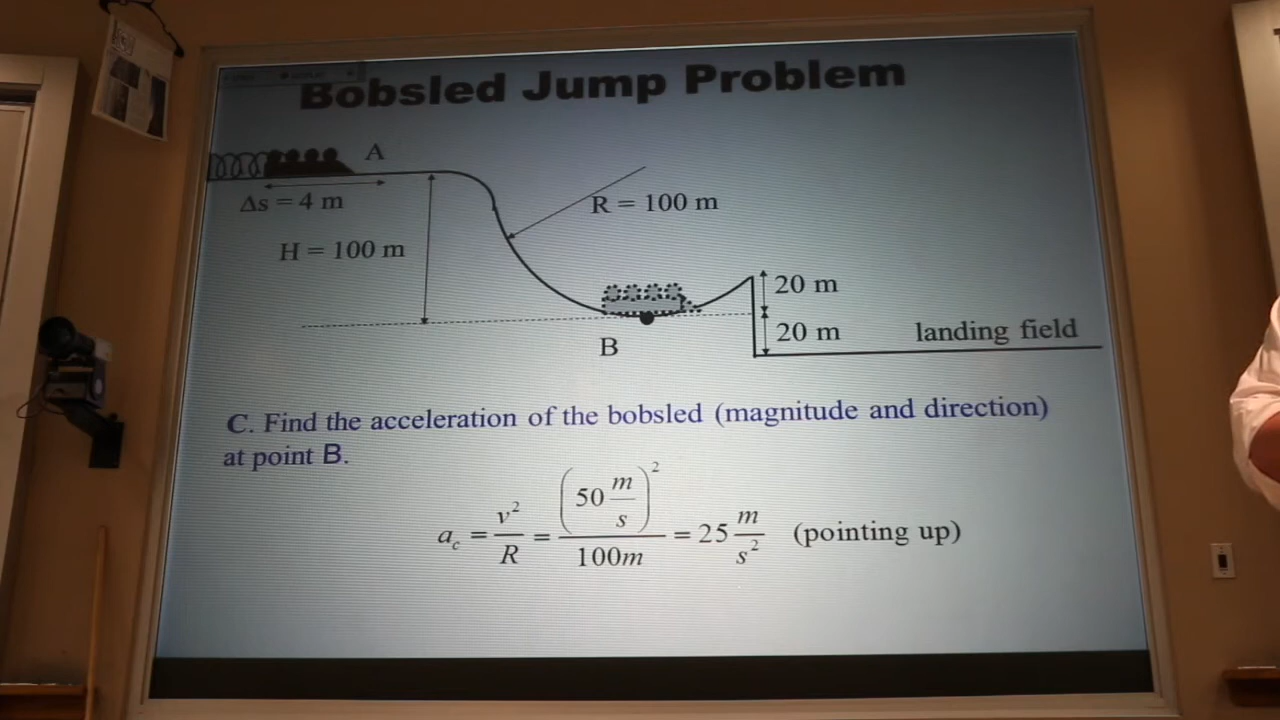 Bobsled Jump Problem
A
Δs = 4 m
R = 100 m
H = 100 m
20 m
20 m
landing field
B
C. Find the acceleration of the bobsled (magnitude and direction)
at point B.
a_c = v²/R = (50 m/s)²/100m = 25 m/s² (pointing up)